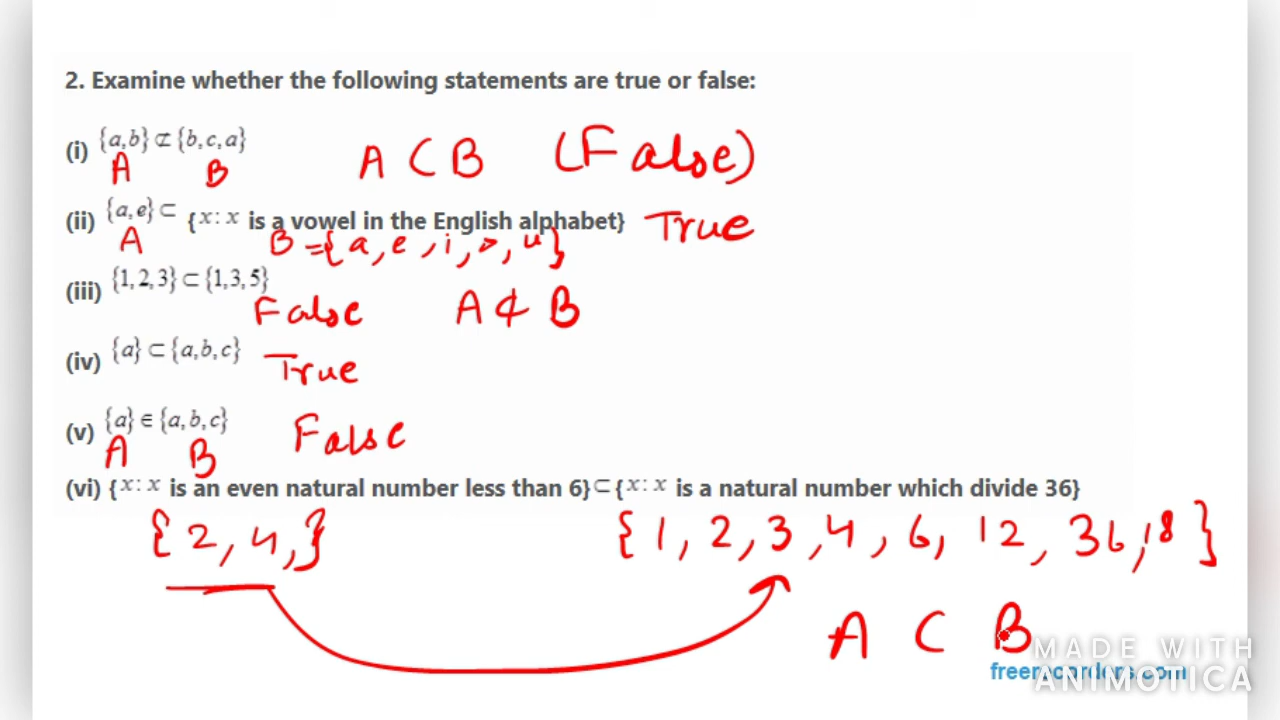 2. Examine whether the following statements are true or false:
(i) {a,b} ⊄ {b,c,a} A ⊂ B (False)
A B
(ii) {a,e} ⊂ {x: x is a vowel in the English alphabet} True
A B = {a, e, i, o, u}
(iii) {1,2,3} ⊂ {1,3,5}
False A ⊄ B
(iv) {a} ⊂ {a,b,c} True
(v) {a} ∈ {a,b,c} False
A B
(vi) {x: x is an even natural number less than 6} ⊂ {x: x is a natural number which divide 36}
{2, 4,} {1, 2, 3, 4, 6, 12, 36, 18}
A ⊂ B
MADE WITH
ANIMOTICA